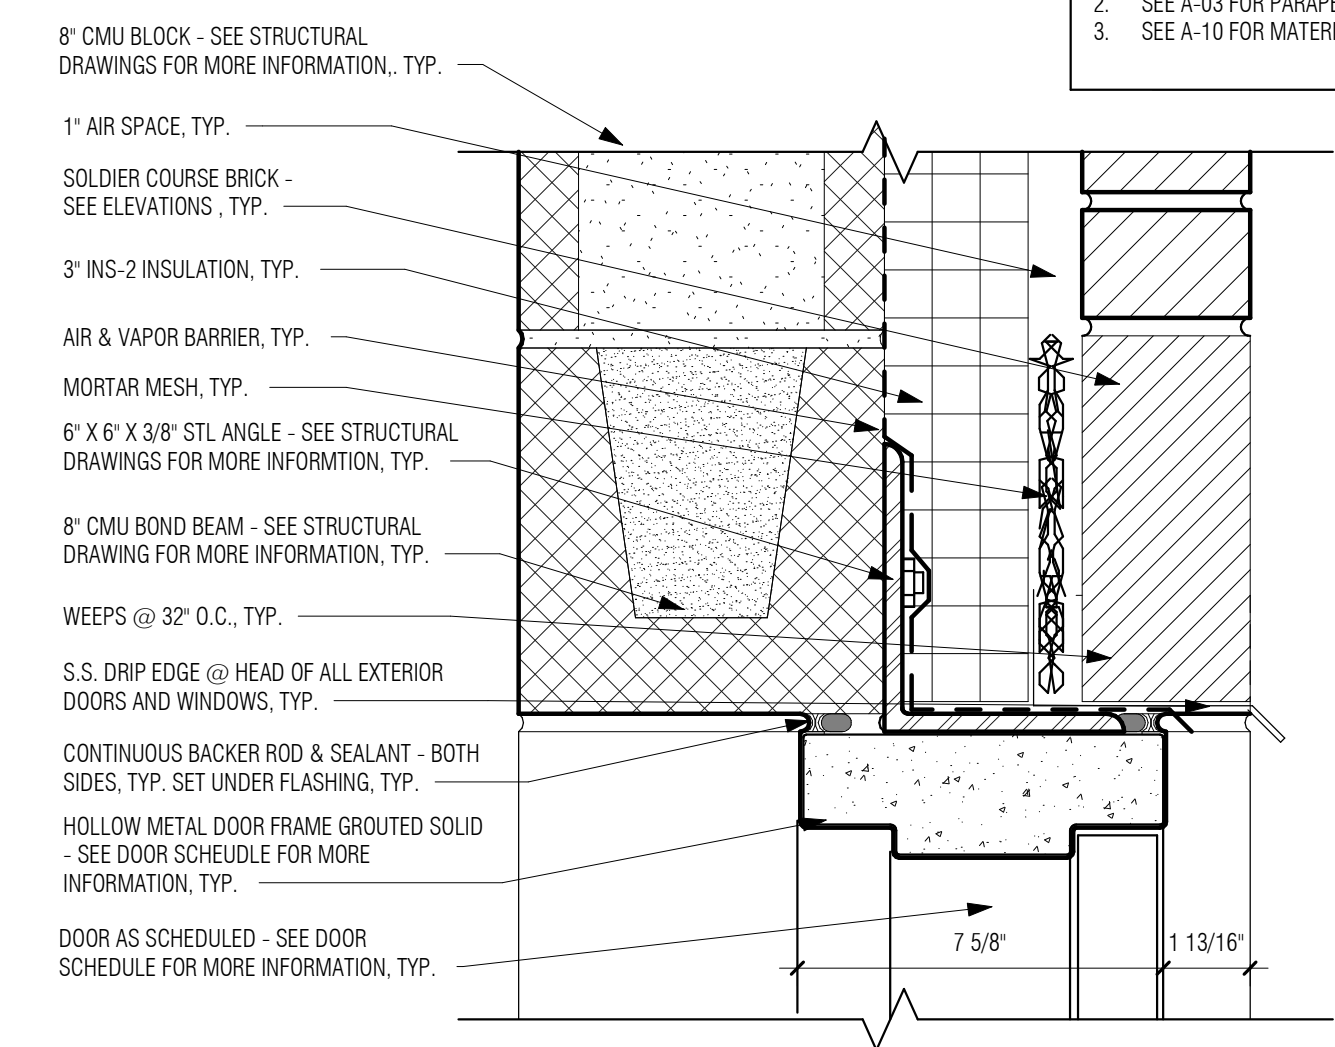 2. SEE A-03 FOR PARAPE
3. SEE A-10 FOR MATERI
8" CMU BLOCK - SEE STRUCTURAL
DRAWINGS FOR MORE INFORMATION,. TYP.
1" AIR SPACE, TYP.
SOLDIER COURSE BRICK -
SEE ELEVATIONS , TYP.
3" INS-2 INSULATION, TYP.
AIR & VAPOR BARRIER, TYP.
MORTAR MESH, TYP.
6" X 6" X 3/8" STL ANGLE - SEE STRUCTURAL
DRAWINGS FOR MORE INFORMTION, TYP.
8" CMU BOND BEAM - SEE STRUCTURAL
DRAWING FOR MORE INFORMATION, TYP.
WEEPS @ 32" O.C., TYP.
S.S. DRIP EDGE @ HEAD OF ALL EXTERIOR
DOORS AND WINDOWS, TYP.
CONTINUOUS BACKER ROD & SEALANT - BOTH
SIDES, TYP. SET UNDER FLASHING, TYP.
HOLLOW METAL DOOR FRAME GROUTED SOLID
- SEE DOOR SCHEUDLE FOR MORE
INFORMATION, TYP.
DOOR AS SCHEDULED - SEE DOOR
SCHEDULE FOR MORE INFORMATION, TYP.
7 5/8"
1 13/16"